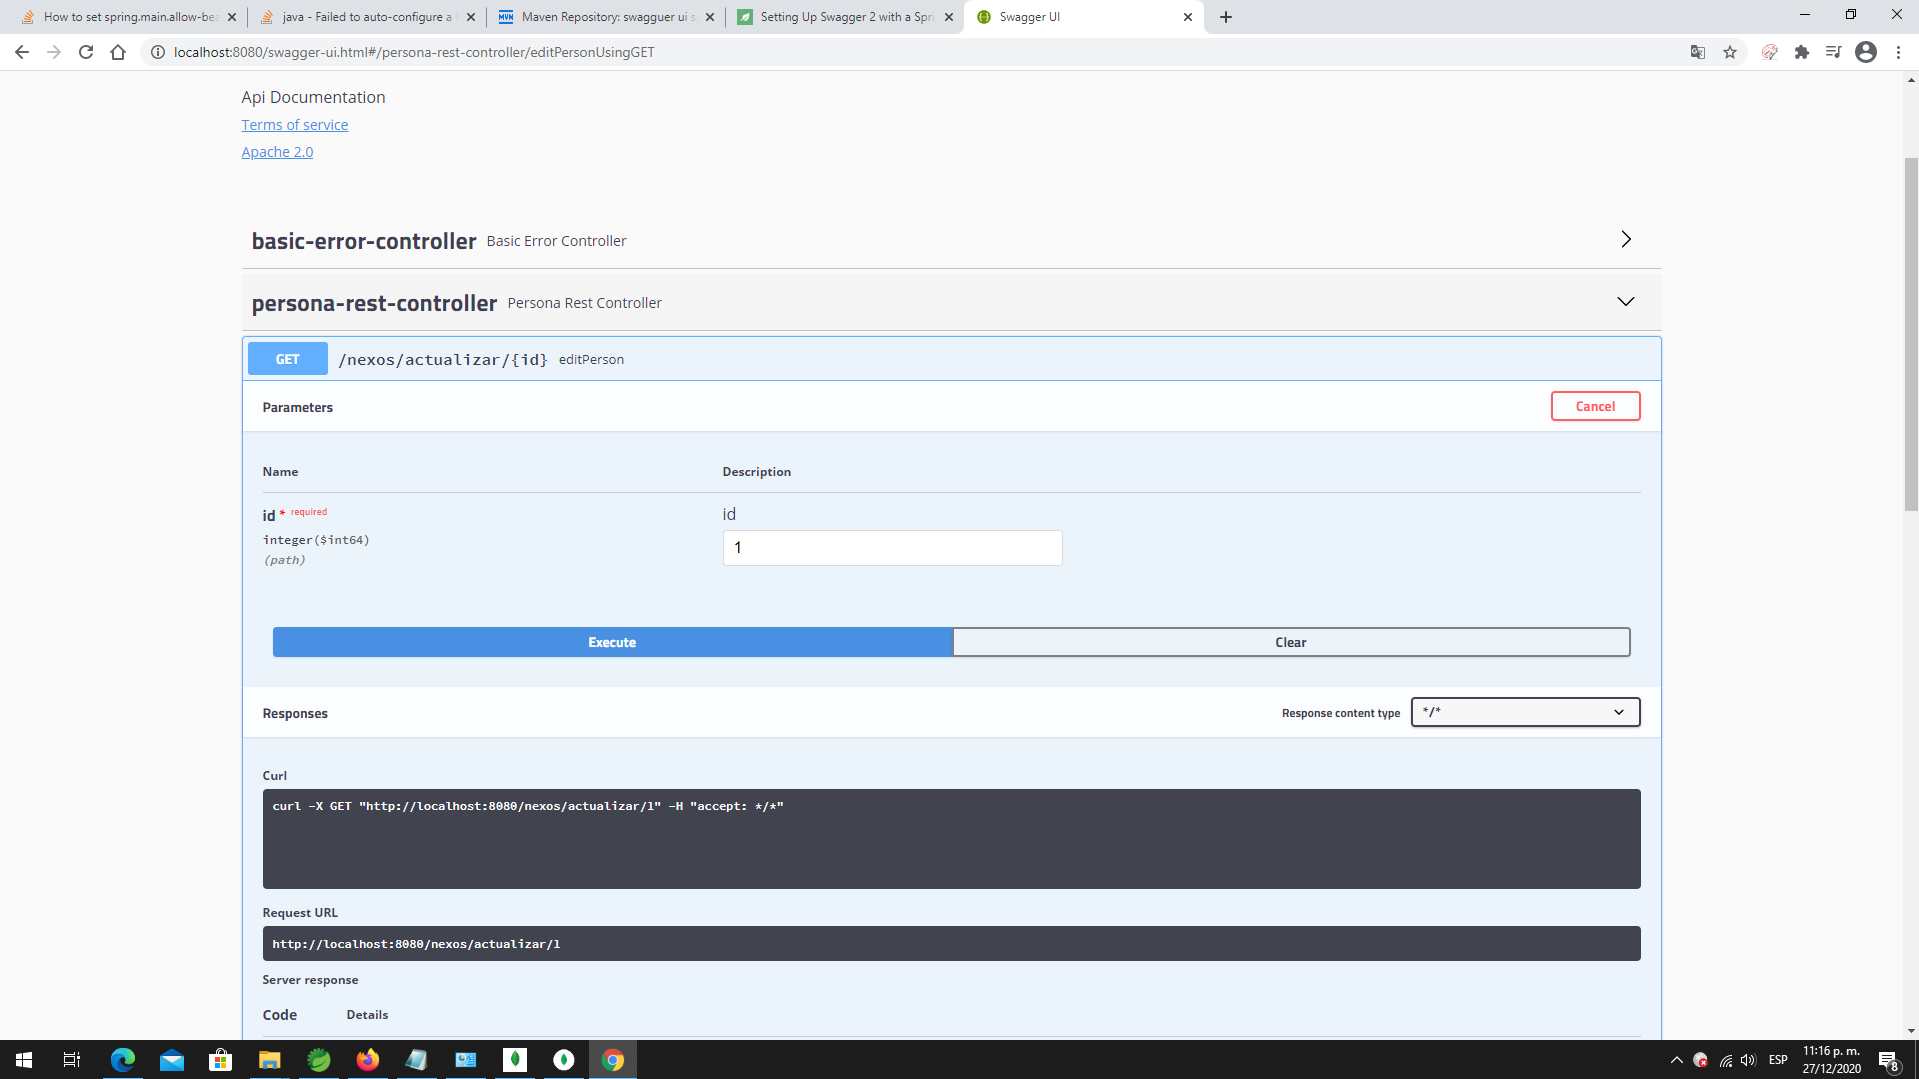 How to set spring.main.allow-bea
java - Failed to auto-configure a
Maven Repository: swagguer ui s
Setting Up Swagger 2 with a Spri
Swagger UI
localhost:8080/swagger-ui.html#/persona-rest-controller/editPersonUsingGET
Api Documentation
Terms of service
Apache 2.0
basic-error-controller Basic Error Controller
persona-rest-controller Persona Rest Controller
GET /nexos/actualizar/{id} editPerson
Parameters Cancel
Name Description
id * required id
integer($int64) 1
(path)
Execute Clear
Responses Response content type */*
Curl
curl -X GET "http://localhost:8080/nexos/actualizar/1" -H "accept: */*"
Request URL
http://localhost:8080/nexos/actualizar/1
Server response
Code Details
ESP
11:16 p. m.
27/12/2020
8